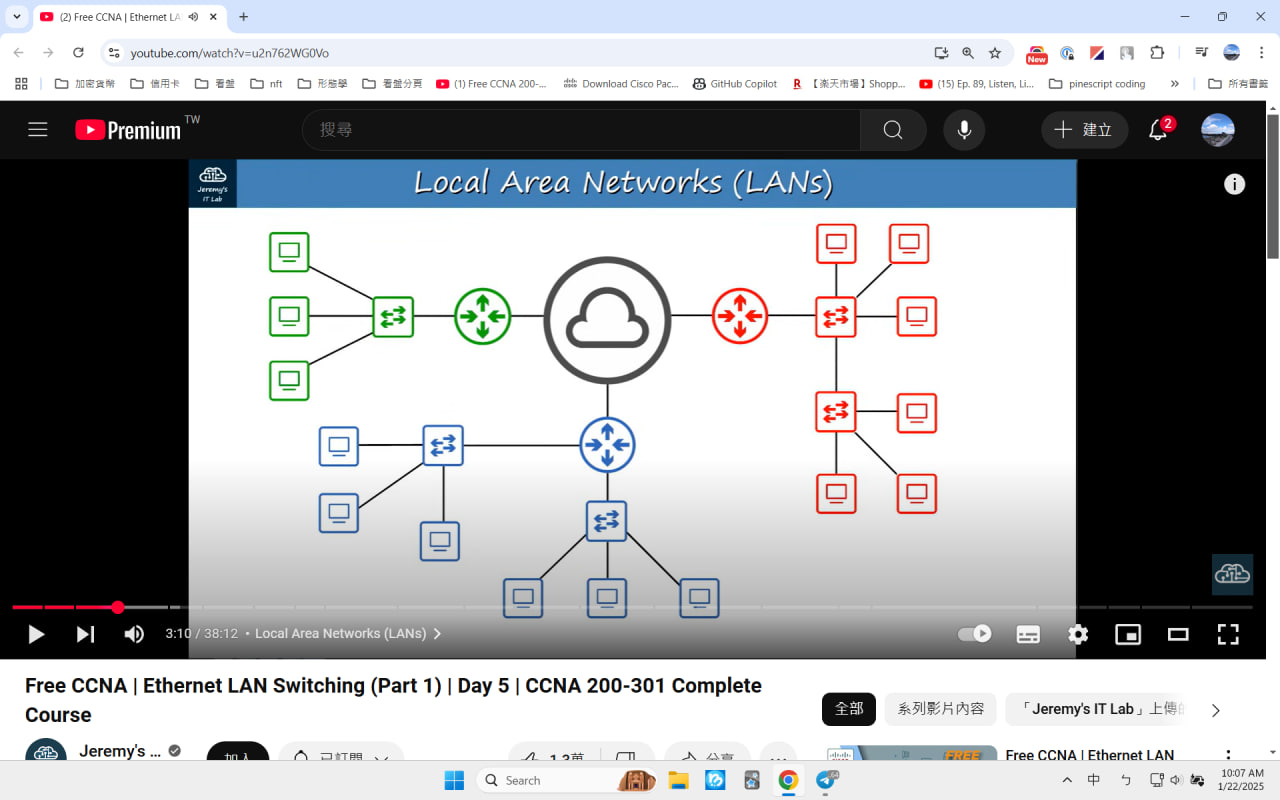 (2) Free CCNA | Ethernet LA
youtube.com/watch?v=u2n762WG0Vo
New
加密貨幣
信用卡
看盤
nft
形態學
看盤分頁
(1) Free CCNA 200-...
Download Cisco Pac...
GitHub Copilot
【楽天市場】Shopp...
(15) Ep. 89, Listen, Li...
pinescript coding
»
所有書籤
Premium TW
搜尋
建立
2
Jeremy's
IT Lab
Local Area Networks (LANs)
3:10 / 38:12 • Local Area Networks (LANs)
Free CCNA | Ethernet LAN Switching (Part 1) | Day 5 | CCNA 200-301 Complete
Course
全部
系列影片內容
「Jeremy's IT Lab」上傳的
Jeremy's ...
加入
已訂閱
1.3萬
分享
FREE
Free CCNA | Ethernet LAN
Search
64
中
ㄅ
10:07 AM
1/22/2025